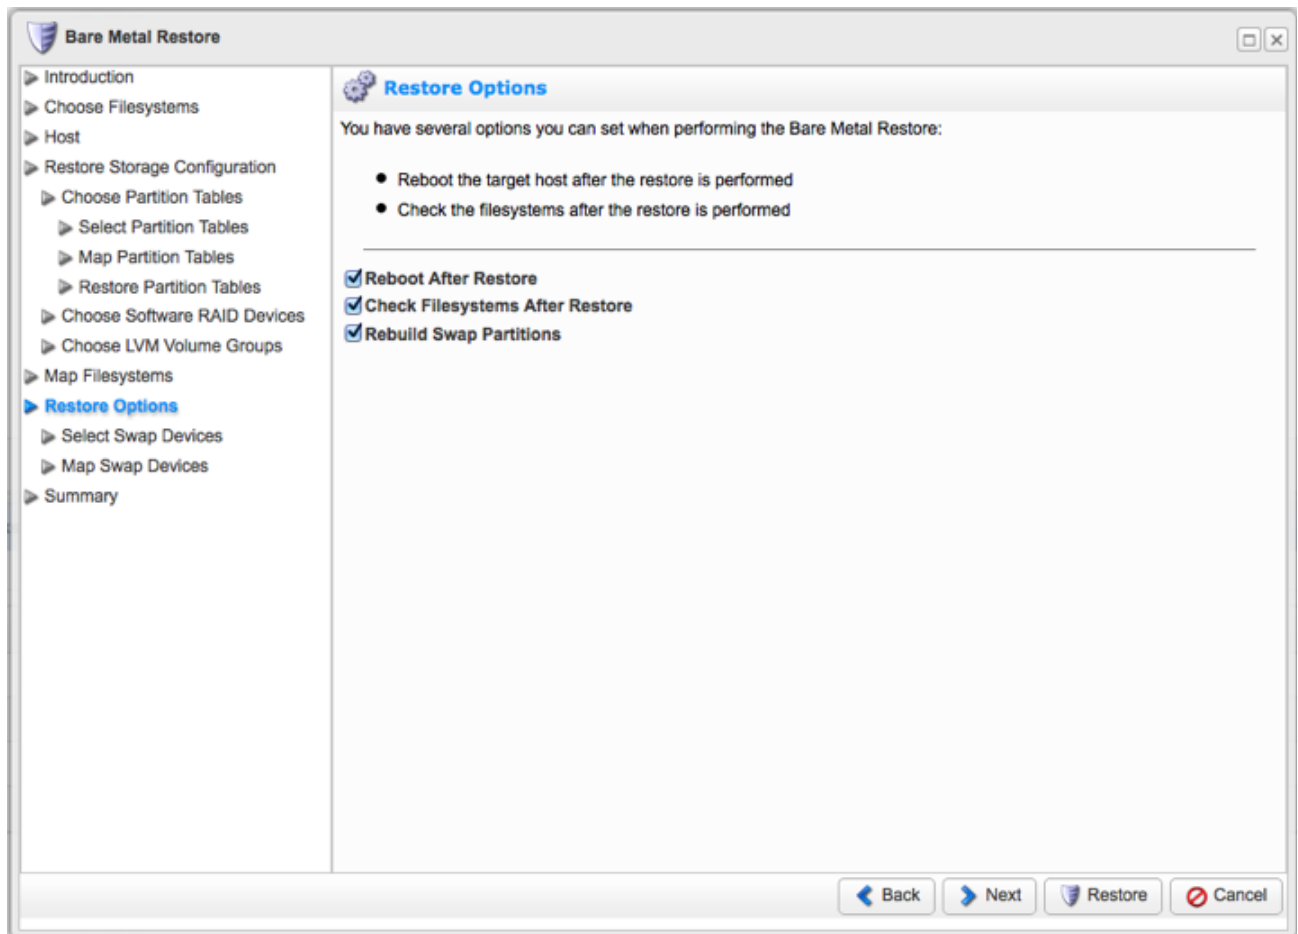 Bare Metal Restore
Introduction
Choose Filesystems
Host
Restore Storage Configuration
Choose Partition Tables
Select Partition Tables
Map Partition Tables
Restore Partition Tables
Choose Software RAID Devices
Choose LVM Volume Groups
Map Filesystems
Restore Options
Select Swap Devices
Map Swap Devices
Summary
Restore Options
You have several options you can set when performing the Bare Metal Restore:
Reboot the target host after the restore is performed
Check the filesystems after the restore is performed
Reboot After Restore
Check Filesystems After Restore
Rebuild Swap Partitions
Back
Next
Restore
Cancel